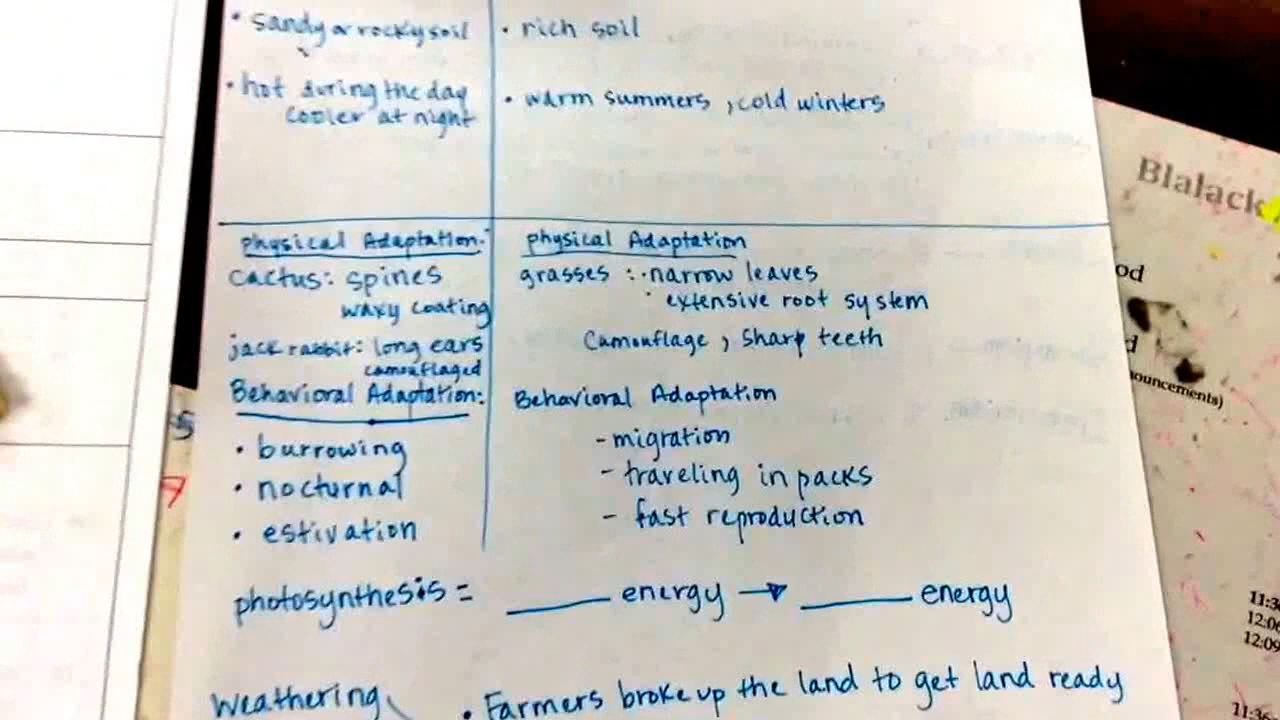 • sandy or rocky soil
• hot during the day
cooler at night
• rich soil
• warm summers, cold winters
Physical Adaptation:
cactus: spines
waxy coating
jack rabbit: long ears
camouflaged
Behavioral Adaptation:
• burrowing
• nocturnal
• estivation
physical Adaptation
grasses : • narrow leaves
• extensive root system
Camouflage, sharp teeth
Behavioral Adaptation
- migration
- traveling in packs
- fast reproduction
photosynthesis = ______ energy → ______ energy
Weathering
• Farmers broke up the land to get land ready
Blalack
ouncements)
12:09